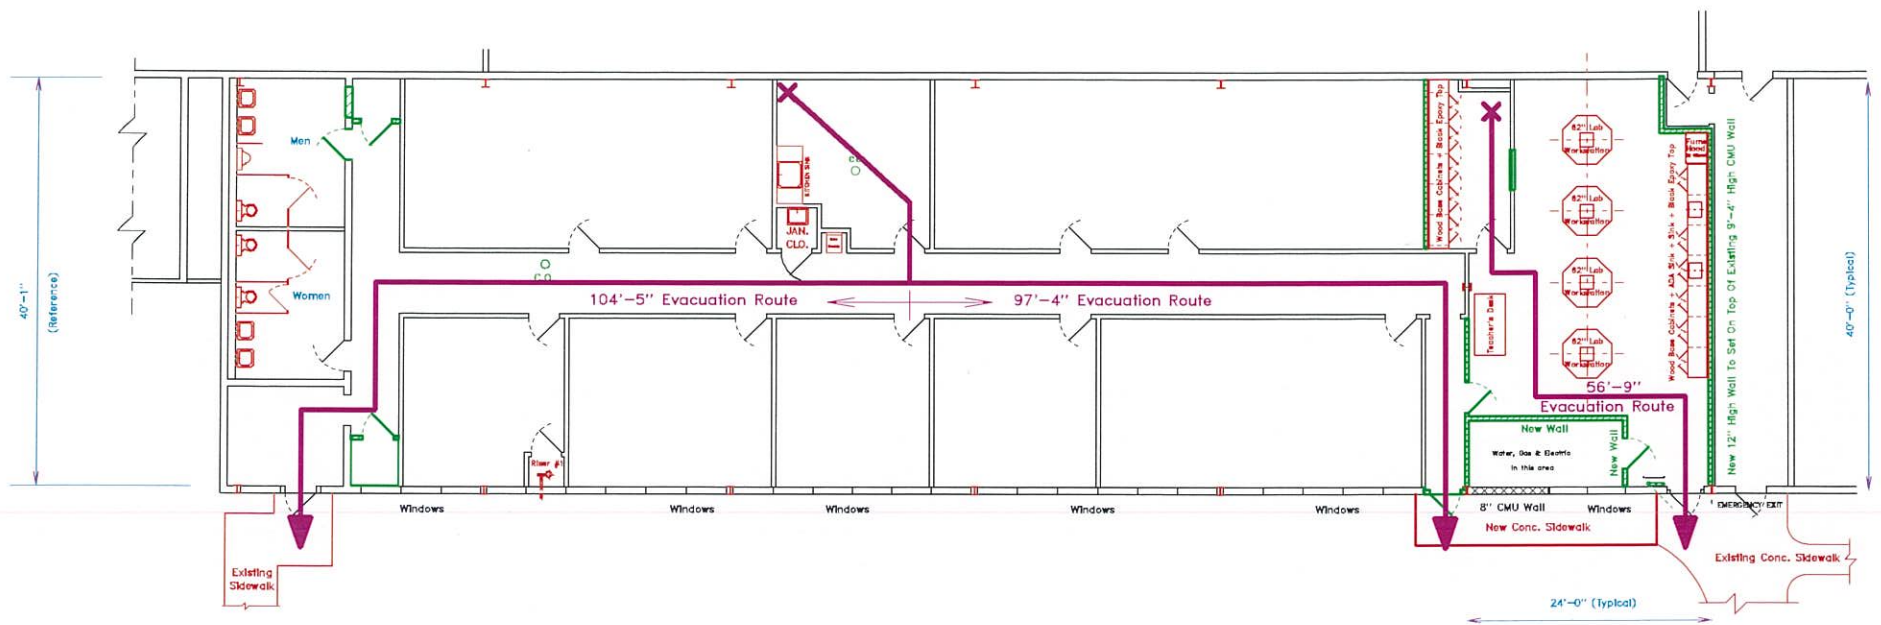 Men
Women
40'-1"
(Reference)
KITCHEN SINK
JAN.
CLO.
C.O.
104'-5" Evacuation Route
97'-4" Evacuation Route
Riser #1
Windows
Windows
Windows
Windows
Windows
Windows
Existing
Sidewalk
Wood Base Cabinets + Black Epoxy Top
Teacher's Desk
82" Lab
Workstation
82" Lab
Workstation
82" Lab
Workstation
82" Lab
Workstation
Fume
Hood
Wood Base Cabinets + ADA Sink + Sink + Black Epoxy Top
New 12" High Wall To Set On Top Of Existing 9'-4" High CMU Wall
56'-9"
Evacuation Route
New Wall
New Wall
Water, Gas & Electric
in this area
8" CMU Wall
New Conc. Sidewalk
EMERGENCY EXIT
Existing Conc. Sidewalk
24'-0" (Typical)
40'-0" (Typical)